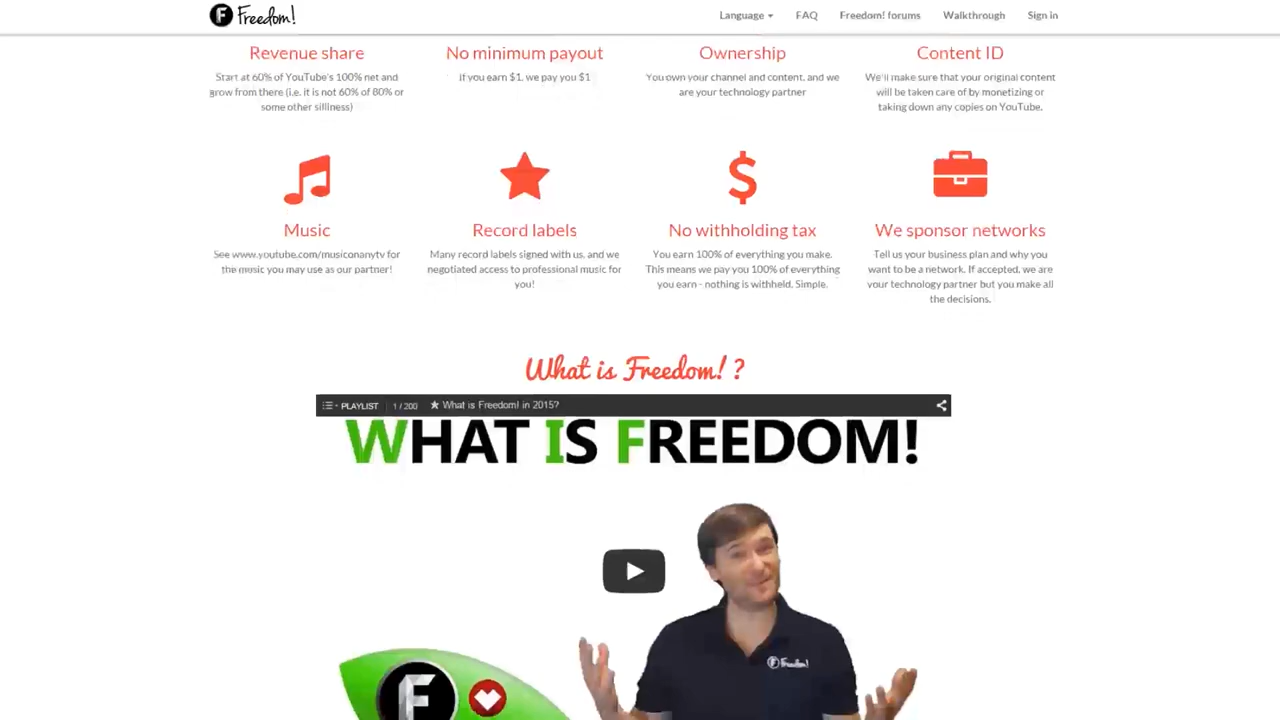 Freedom!
Language
FAQ
Freedom! forums
Walkthrough
Sign in
Revenue share
Start at 60% of YouTube's 100% net and
grow from there (i.e. it is not 60% of 80% or
some other silliness)
No minimum payout
If you earn $1, we pay you $1
Ownership
You own your channel and content, and we
are your technology partner
Content ID
We'll make sure that your original content
will be taken care of by monetizing or
taking down any copies on YouTube.
Music
See www.youtube.com/musiconanytv for
the music you may use as our partner!
Record labels
Many record labels signed with us, and we
negotiated access to professional music for
you!
No withholding tax
You earn 100% of everything you make.
This means we pay you 100% of everything
you earn - nothing is withheld. Simple.
We sponsor networks
Tell us your business plan and why you
want to be a network. If accepted, we are
your technology partner but you make all
the decisions.
What is Freedom! ?
PLAYLIST 1 / 200 ★ What is Freedom! in 2015?
WHAT IS FREEDOM!
Freedom!
F